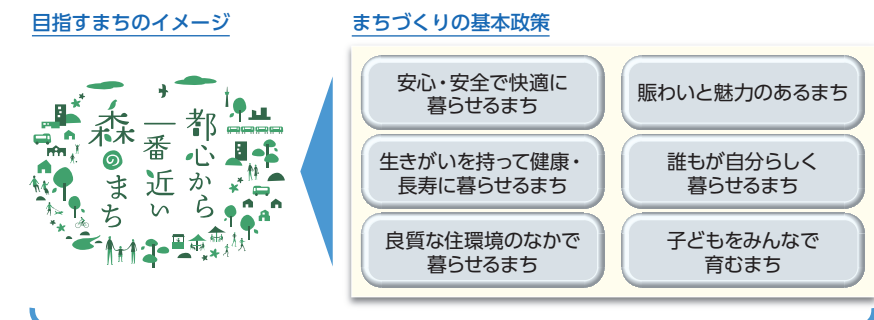 目指すまちのイメージ
都心から
一番近い
森のまち
まちづくりの基本政策
安心・安全で快適に
暮らせるまち
賑わいと魅力のあるまち
生きがいを持って健康・
長寿に暮らせるまち
誰もが自分らしく
暮らせるまち
良質な住環境のなかで
暮らせるまち
子どもをみんなで
育むまち